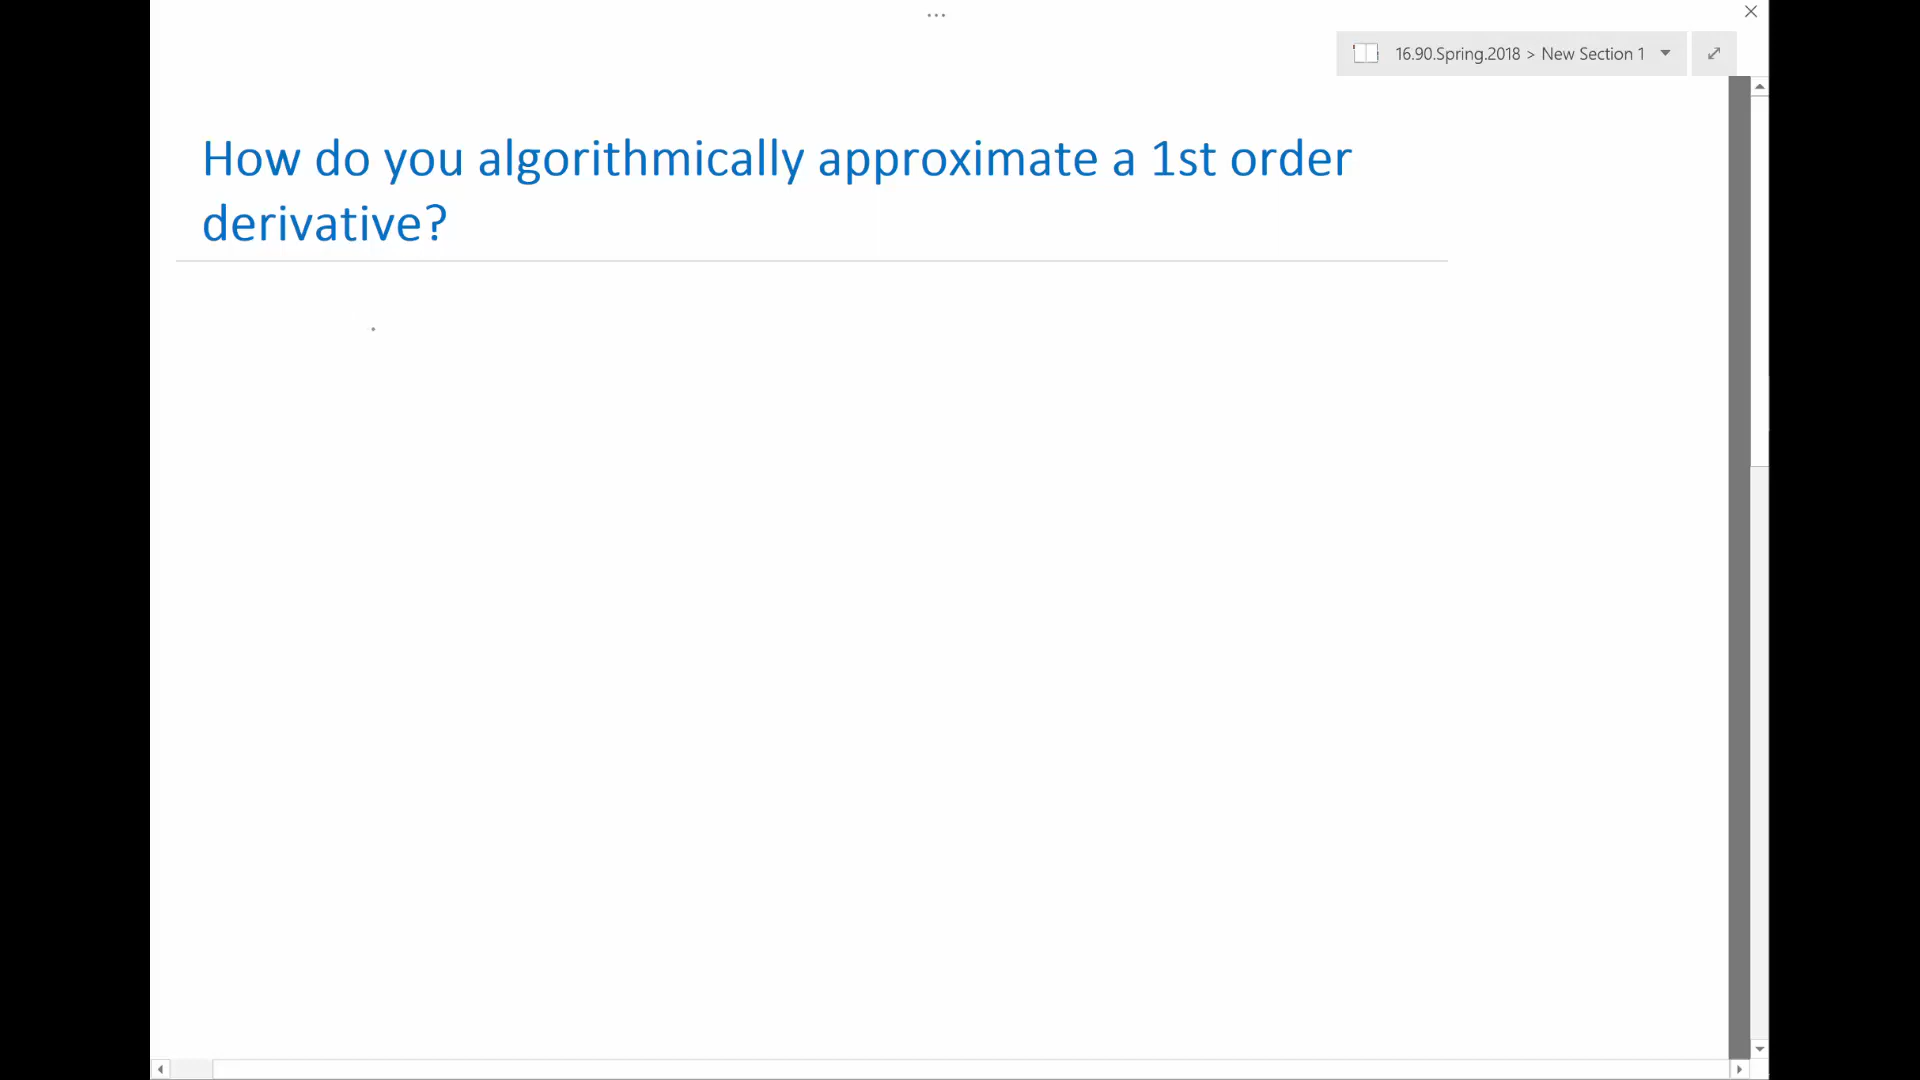 ...
16.90.Spring.2018 > New Section 1
How do you algorithmically approximate a 1st order
derivative?